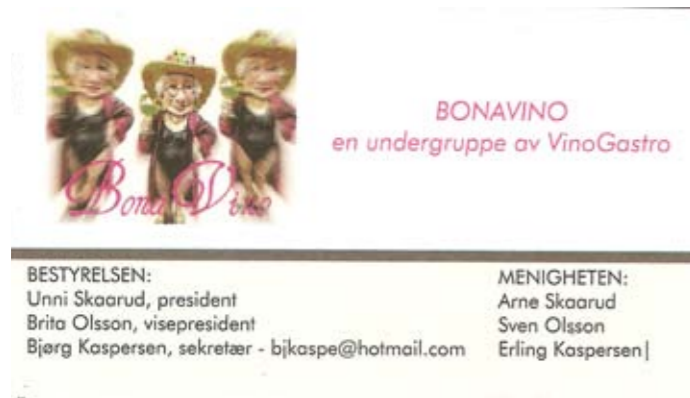 Bona Vino
BONAVINO
en undergruppe av VinoGastro
BESTYRELSEN:
Unni Skaarud, president
Brita Olsson, visepresident
Bjørg Kaspersen, sekretær - bjkaspe@hotmail.com
MENIGHETEN:
Arne Skaarud
Sven Olsson
Erling Kaspersen|